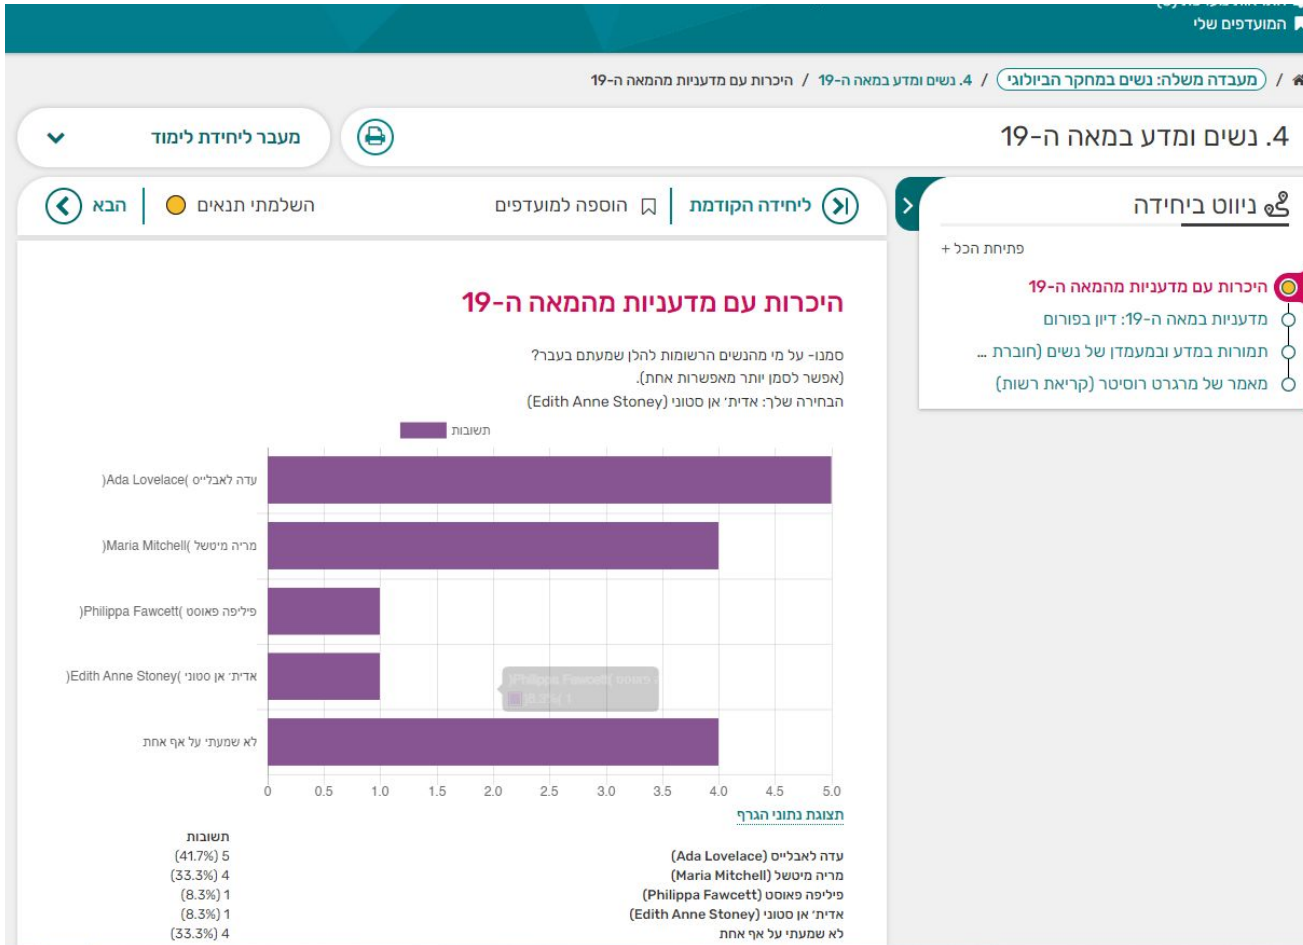 המועדפים שלי
מעבדה משלה: נשים במחקר הביולוגי / 4. נשים ומדע במאה ה-19 / היכרות עם מדעניות מהמאה ה-19
4. נשים ומדע במאה ה-19
מעבר ליחידת לימוד
ניווט ביחידה
פתיחת הכל +
היכרות עם מדעניות מהמאה ה-19
מדעניות במאה ה-19: דיון בפורום
תמורות במדע ובמעמדן של נשים (חוברת ...
מאמר של מרגרט רוסיטר (קריאת רשות)
ליחידה הקודמת
הוספה למועדפים
השלמתי תנאים
הבא
היכרות עם מדעניות מהמאה ה-19
סמנו- על מי מהנשים הרשומות להלן שמעתם בעבר?
(אפשר לסמן יותר מאפשרות אחת).
הבחירה שלך: אדית׳ אן סטוני (Edith Anne Stoney)
תשובות
עדה לאבלייס )Ada Lovelace(
מריה מיטשל )Maria Mitchell(
פיליפה פאוסט )Philippa Fawcett(
אדית׳ אן סטוני )Edith Anne Stoney(
לא שמעתי על אף אחת
0 0.5 1.0 1.5 2.0 2.5 3.0 3.5 4.0 4.5 5.0
תצוגת נתוני הגרף
תשובות
עדה לאבלייס (Ada Lovelace) 5 (41.7%)
מריה מיטשל (Maria Mitchell) 4 (33.3%)
פיליפה פאוסט (Philippa Fawcett) 1 (8.3%)
אדית׳ אן סטוני (Edith Anne Stoney) 1 (8.3%)
לא שמעתי על אף אחת 4 (33.3%)